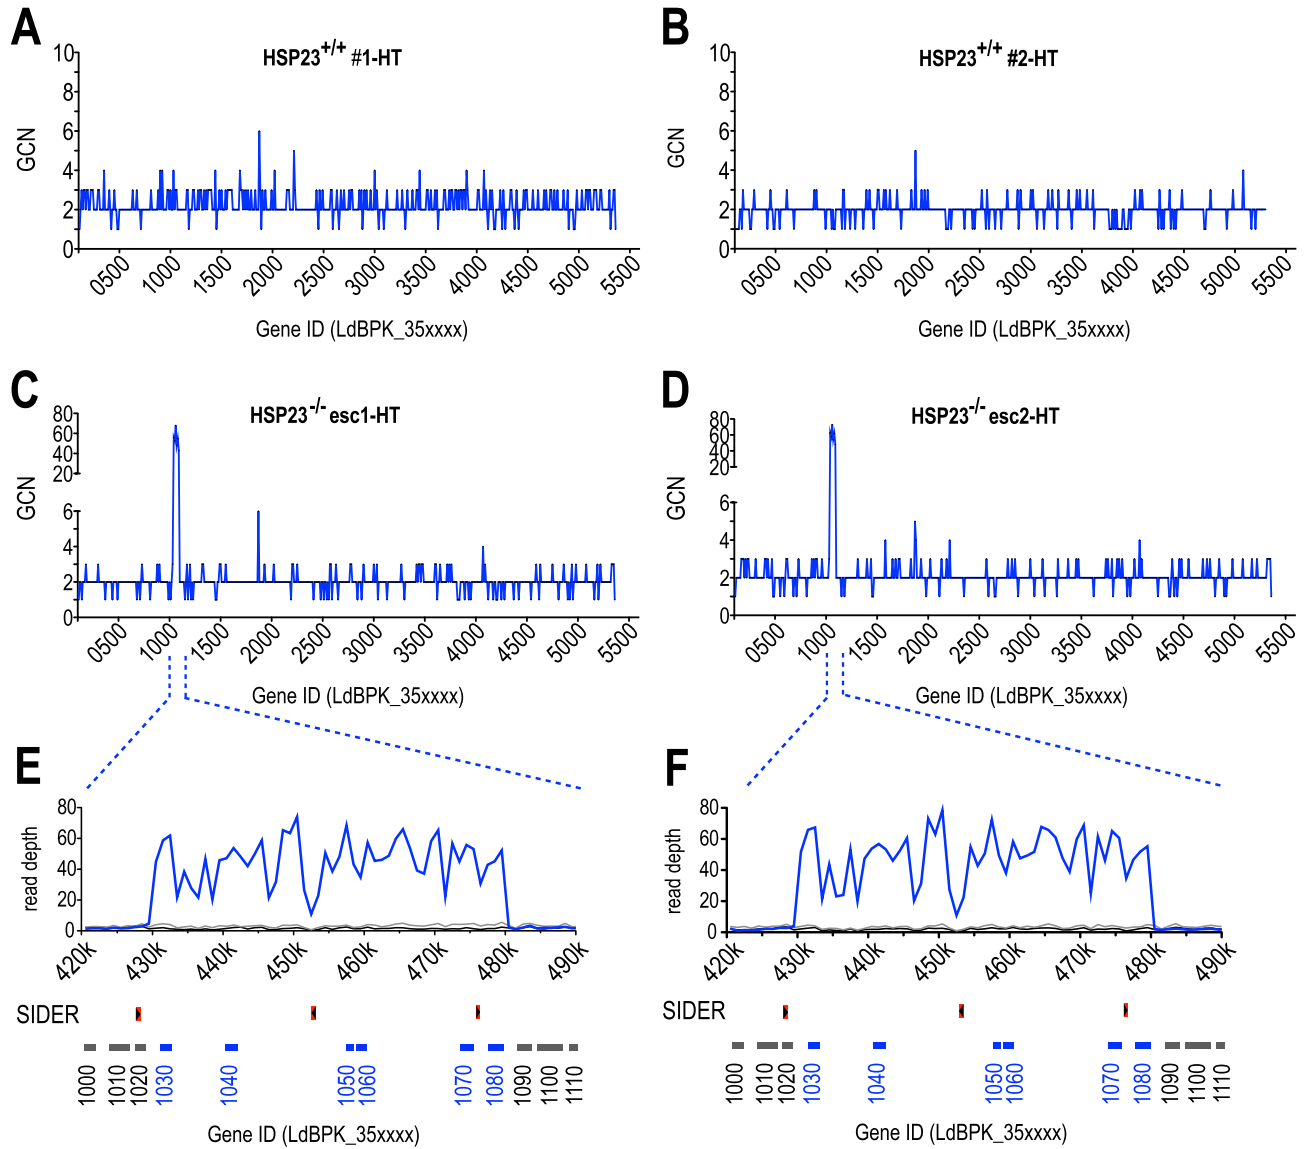 A
HSP23+/+ #1-HT
GCN
10
8
6
4
2
0
0500 1000 1500 2000 2500 3000 3500 4000 4500 5000 5500
Gene ID (LdBPK_35xxxx)
B
HSP23+/+ #2-HT
GCN
10
8
6
4
2
0
0500 1000 1500 2000 2500 3000 3500 4000 4500 5000 5500
Gene ID (LdBPK_35xxxx)
C
HSP23-/- esc1-HT
GCN
80
60
40
20
6
4
2
0
0500 1000 1500 2000 2500 3000 3500 4000 4500 5000 5500
Gene ID (LdBPK_35xxxx)
D
HSP23-/- esc2-HT
GCN
80
60
40
20
6
4
2
0
0500 1000 1500 2000 2500 3000 3500 4000 4500 5000 5500
Gene ID (LdBPK_35xxxx)
E
read depth
80
60
40
20
0
420k 430k 440k 450k 460k 470k 480k 490k
SIDER
1000 1010 1020 1030 1040 1050 1060 1070 1080 1090 1100 1110
Gene ID (LdBPK_35xxxx)
F
read depth
80
60
40
20
0
420k 430k 440k 450k 460k 470k 480k 490k
SIDER
1000 1010 1020 1030 1040 1050 1060 1070 1080 1090 1100 1110
Gene ID (LdBPK_35xxxx)